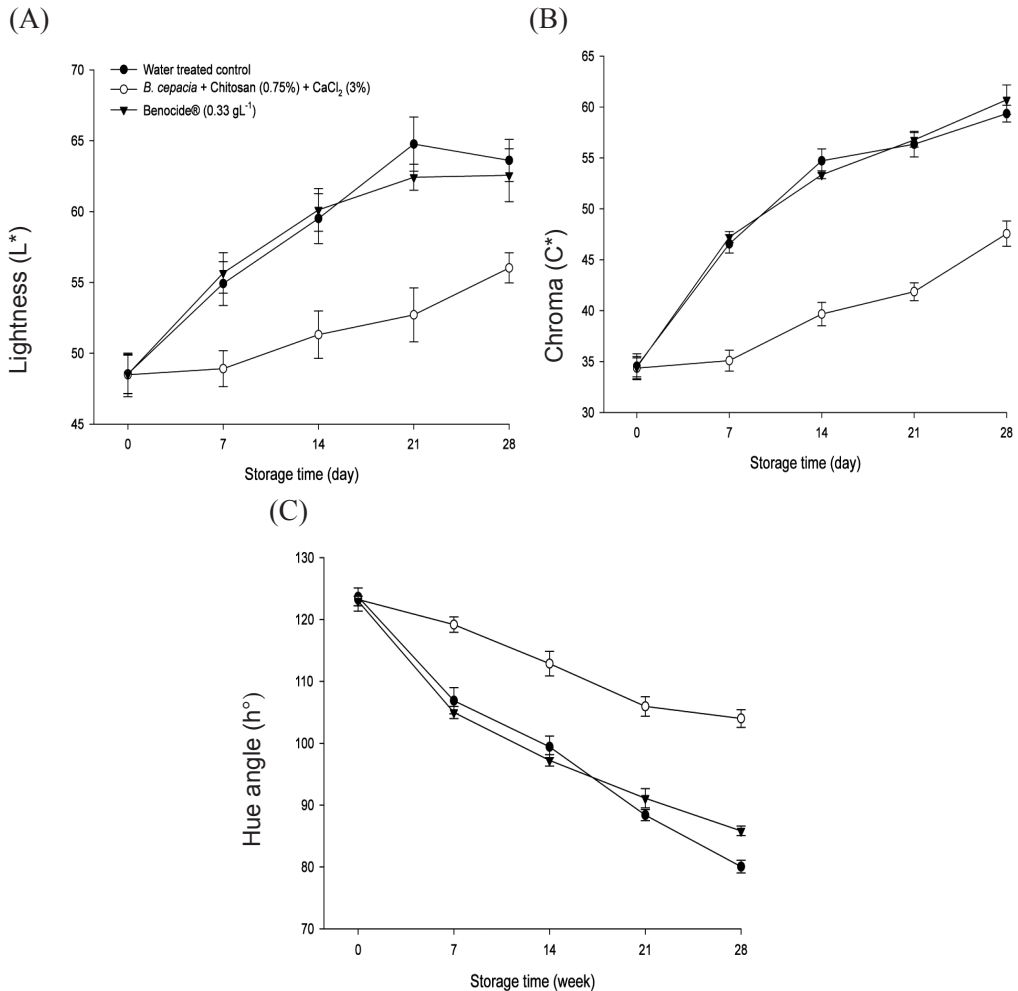 (A)
(B)
Water treated control
B. cepacia + Chitosan (0.75%) + CaCl₂ (3%)
Benocide® (0.33 gL⁻¹)
70
65
60
55
50
45
Lightness (L*)
0 7 14 21 28
Storage time (day)
65
60
55
50
45
40
35
30
Chroma (C*)
0 7 14 21 28
Storage time (day)
(C)
130
120
110
100
90
80
70
Hue angle (h°)
0 7 14 21 28
Storage time (week)